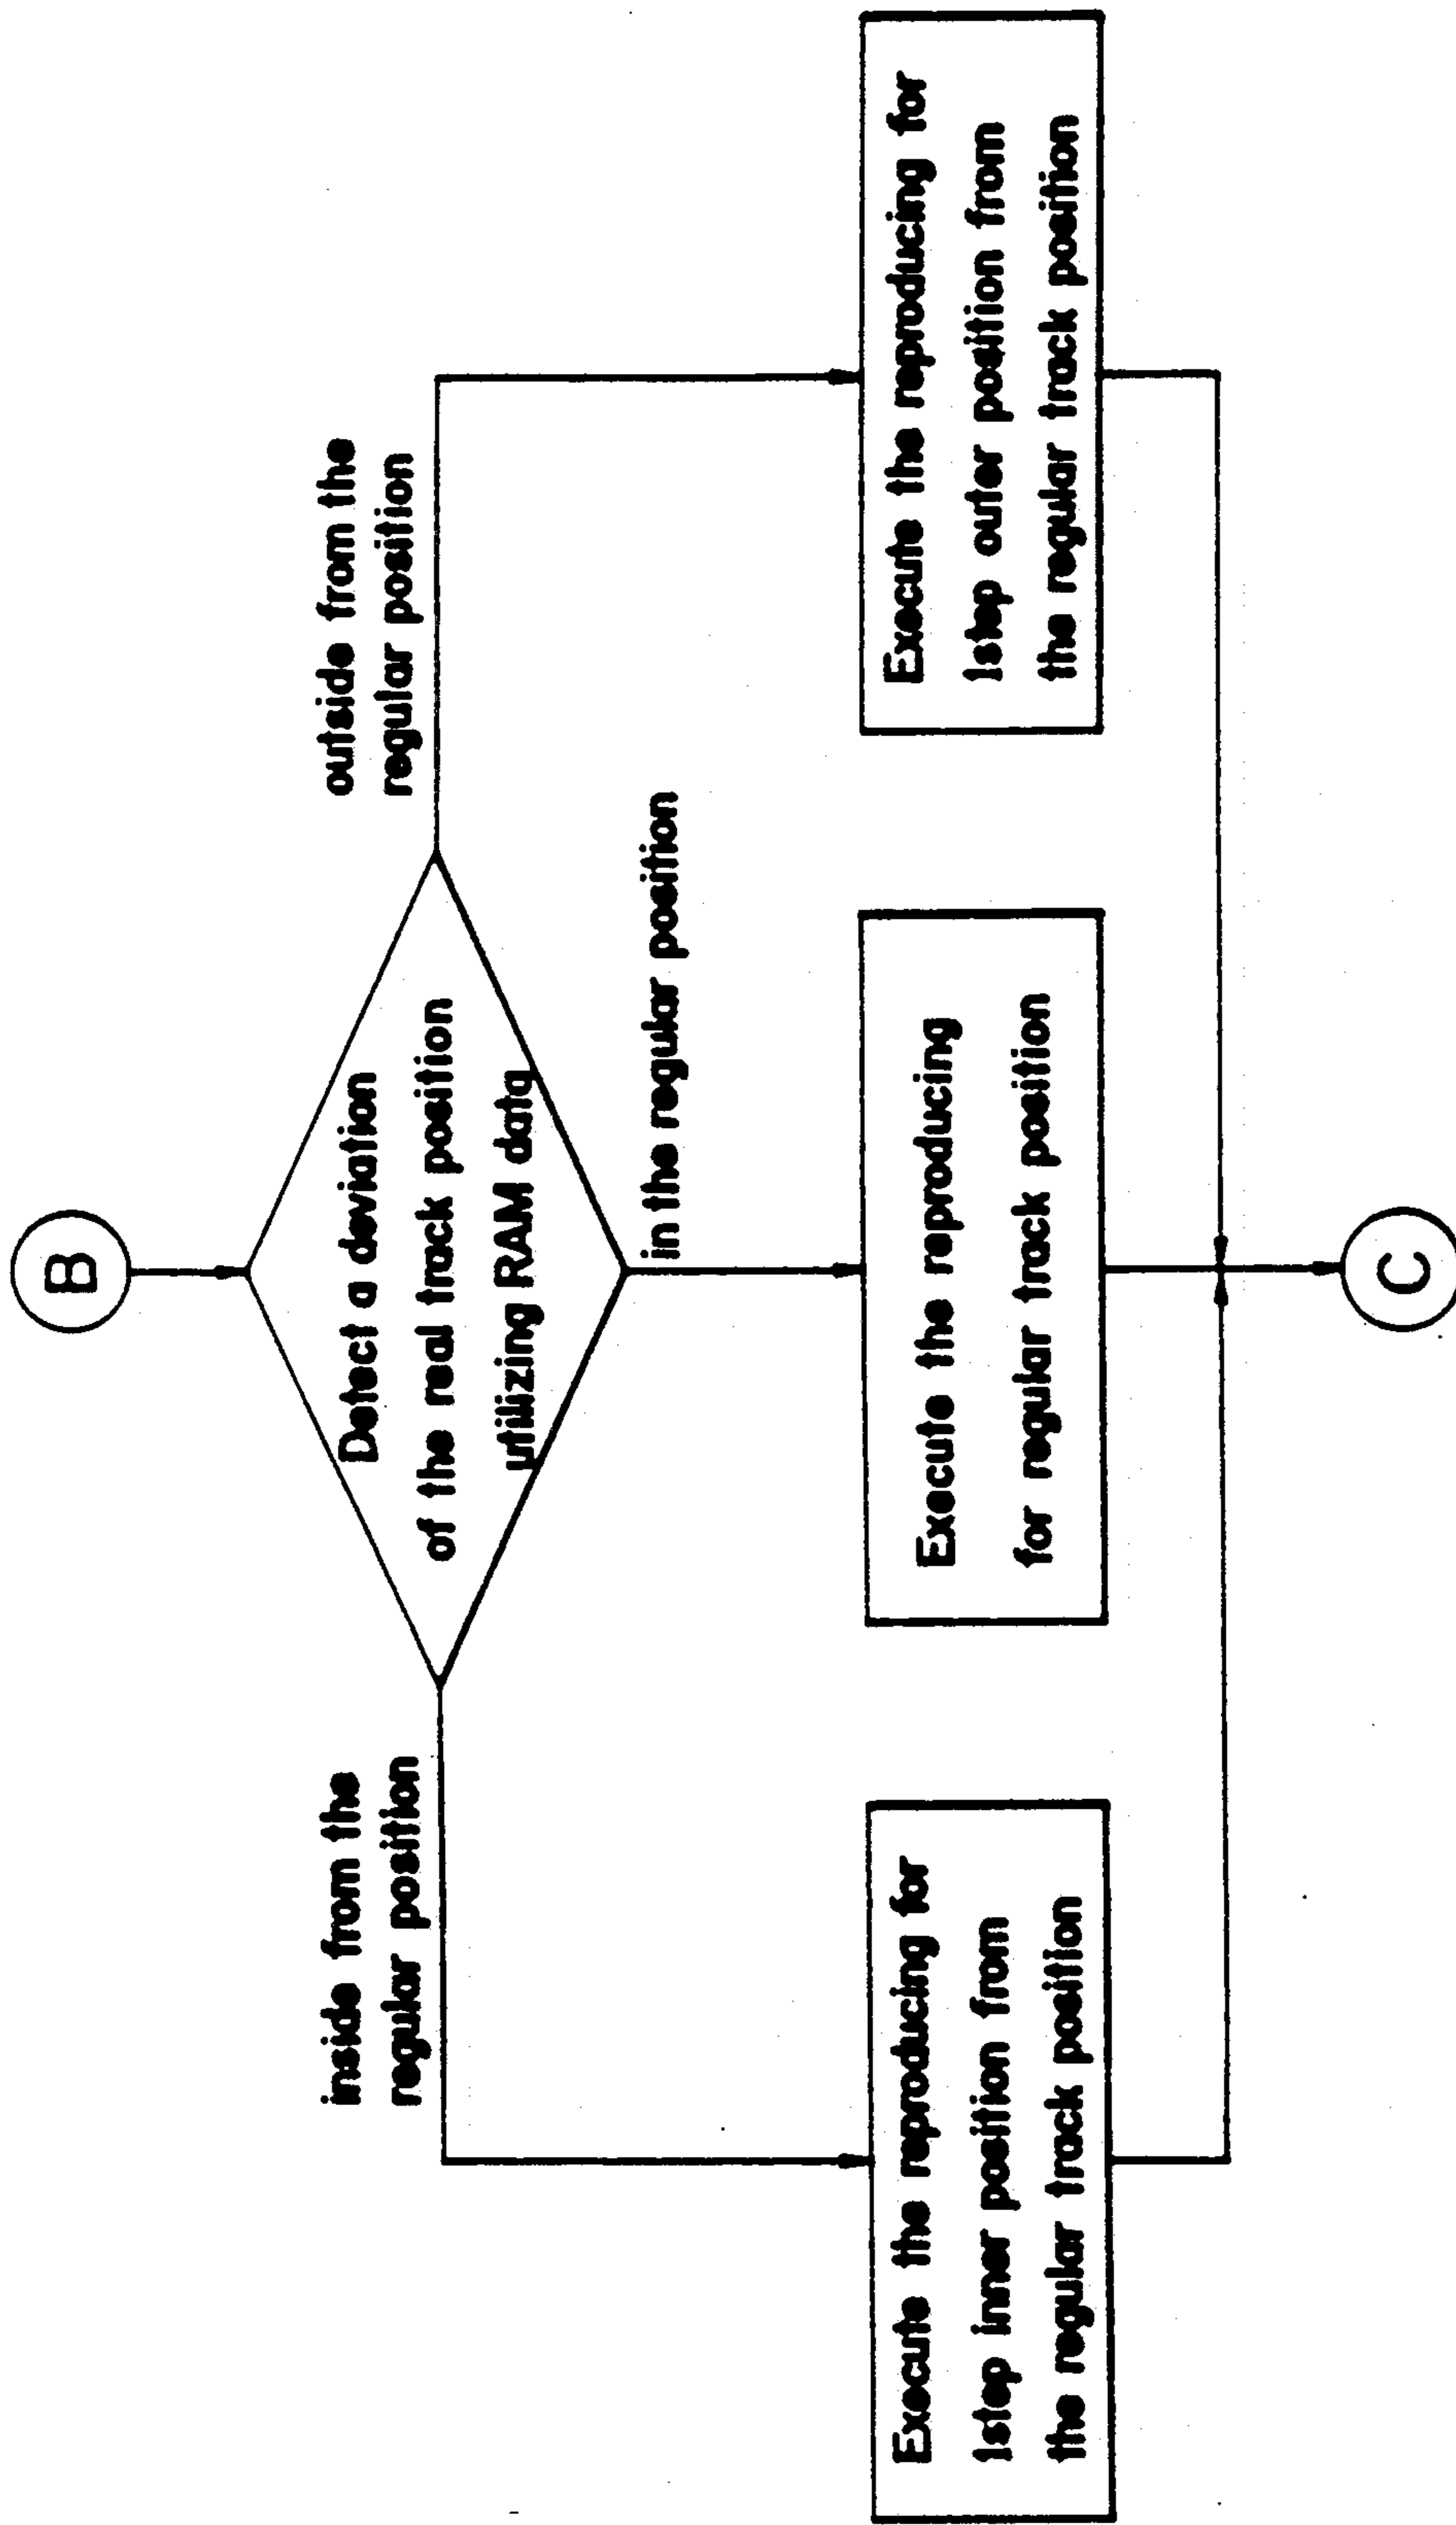 B
Detect a deviation
of the real track position
utilizing RAM data
inside from the
regular position
in the regular position
outside from the
regular position
Execute the reproducing for
1step inner position from
the regular track position
Execute the reproducing
for regular track position
Execute the reproducing for
1step outer position from
the regular track position
C